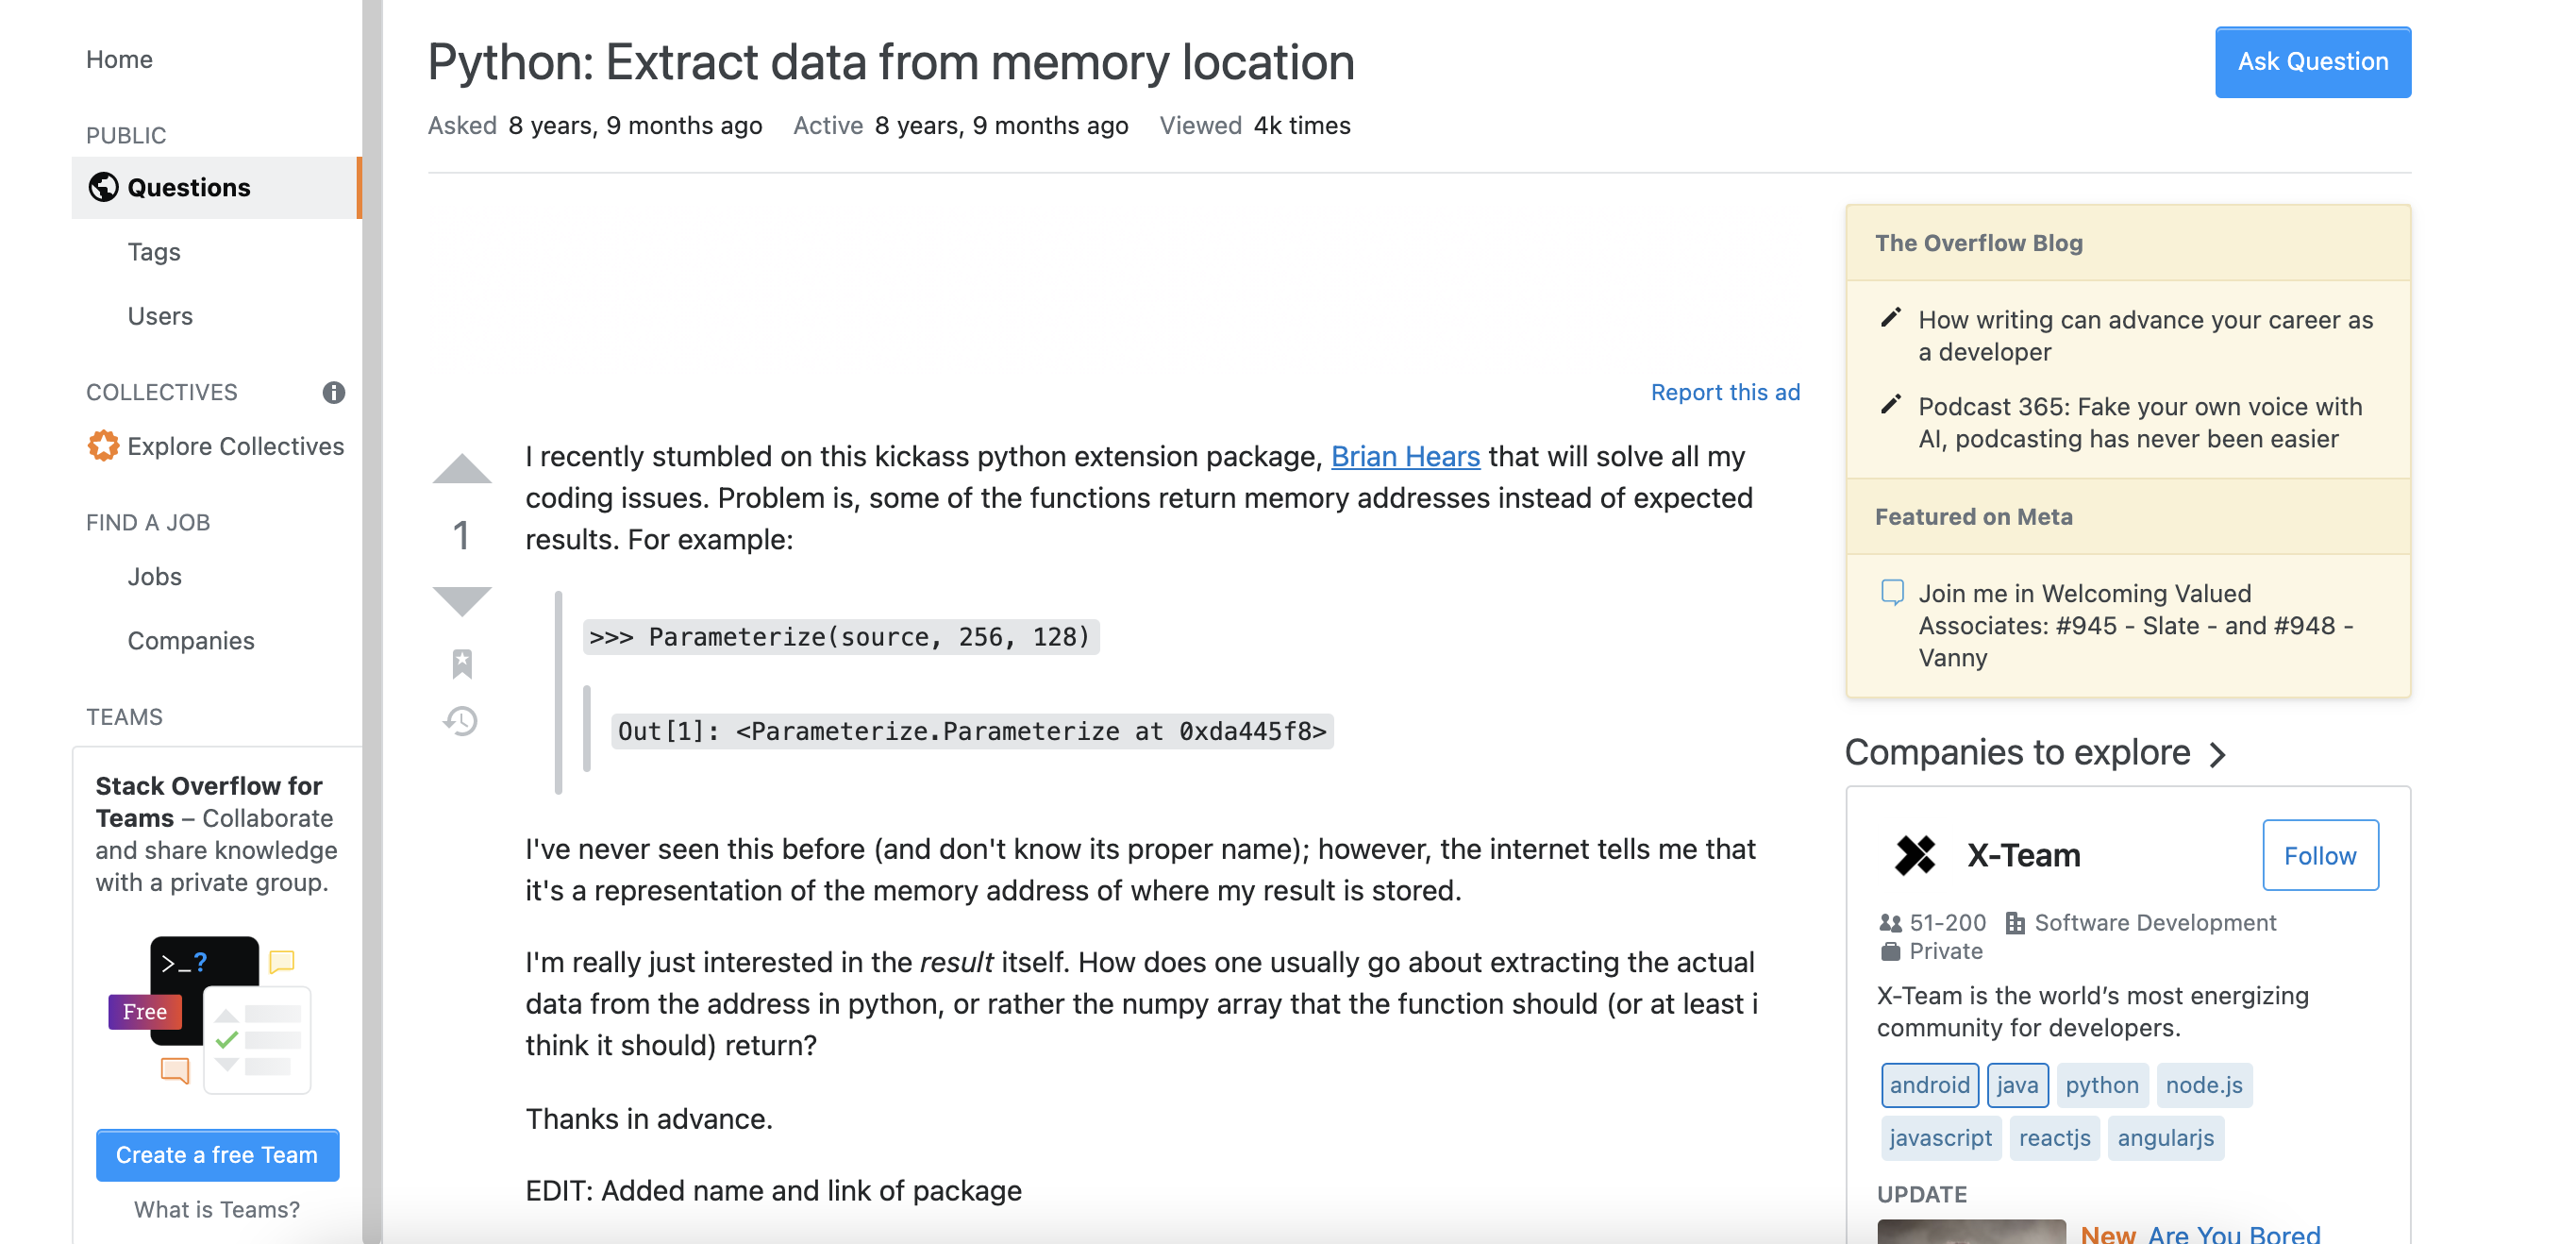 Home
PUBLIC
Questions
Tags
Users
COLLECTIVES
Explore Collectives
FIND A JOB
Jobs
Companies
TEAMS
Stack Overflow for
Teams – Collaborate
and share knowledge
with a private group.
>_?
Free
Create a free Team
What is Teams?
Python: Extract data from memory location
Ask Question
Asked 8 years, 9 months ago Active 8 years, 9 months ago Viewed 4k times
Report this ad
1
I recently stumbled on this kickass python extension package, Brian Hears that will solve all my
coding issues. Problem is, some of the functions return memory addresses instead of expected
results. For example:
>>> Parameterize(source, 256, 128)
Out[1]: <Parameterize.Parameterize at 0xda445f8>
I've never seen this before (and don't know its proper name); however, the internet tells me that
it's a representation of the memory address of where my result is stored.
I'm really just interested in the result itself. How does one usually go about extracting the actual
data from the address in python, or rather the numpy array that the function should (or at least i
think it should) return?
Thanks in advance.
EDIT: Added name and link of package
The Overflow Blog
How writing can advance your career as
a developer
Podcast 365: Fake your own voice with
AI, podcasting has never been easier
Featured on Meta
Join me in Welcoming Valued
Associates: #945 - Slate - and #948 -
Vanny
Companies to explore
X-Team
Follow
51-200 Software Development
Private
X-Team is the world’s most energizing
community for developers.
android java python node.js
javascript reactjs angularjs
UPDATE
New Are You Bored